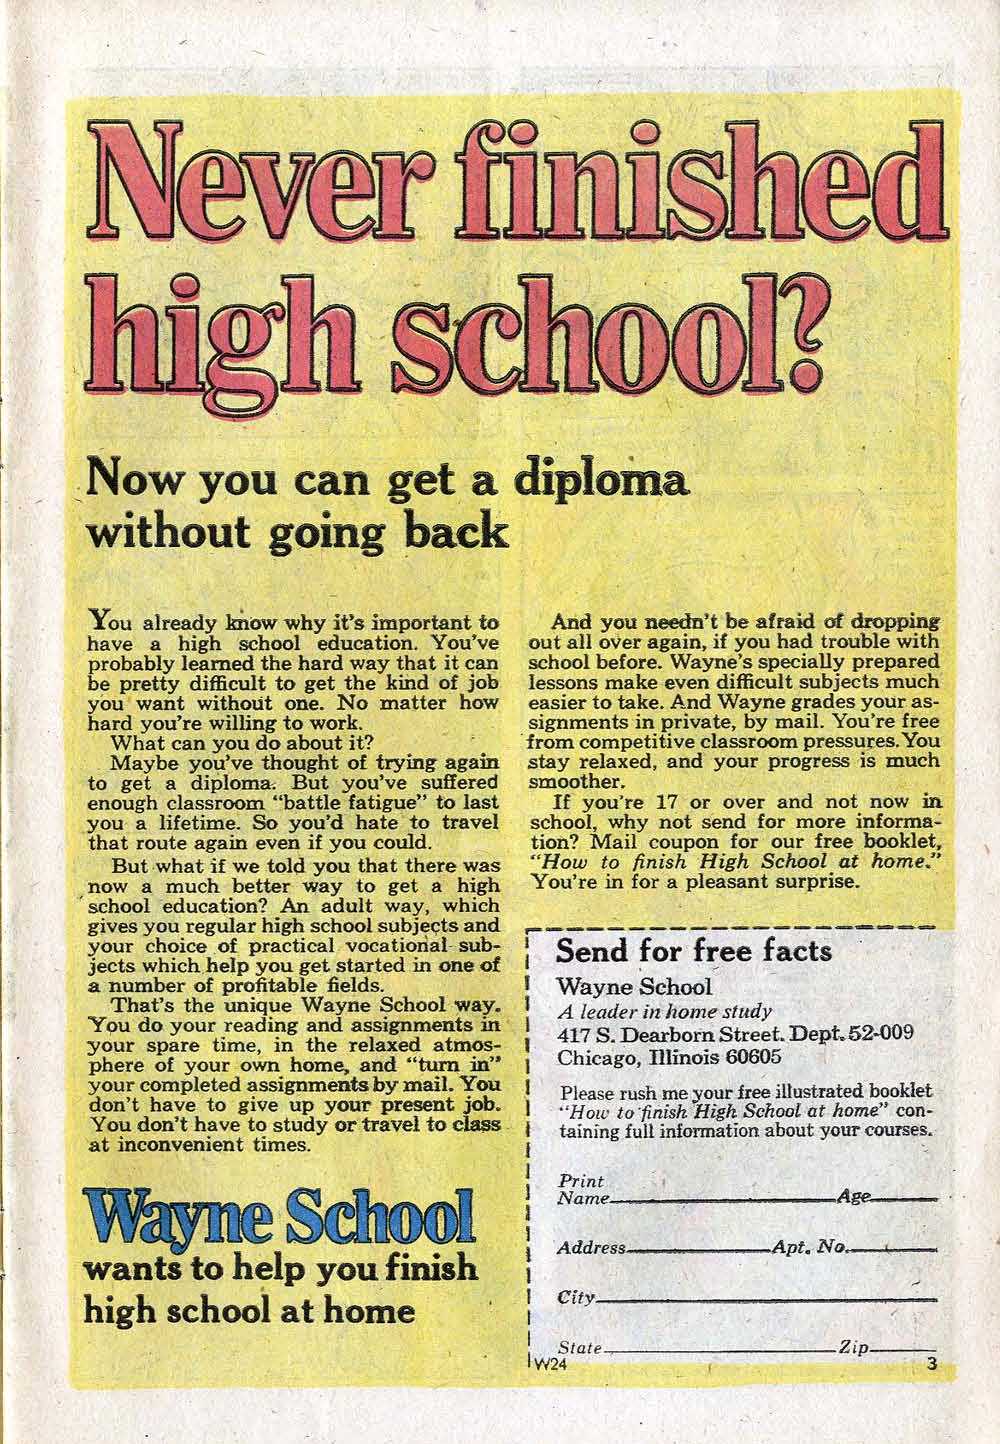 Never finished
high school?
Now you can get a diploma
without going back
You already know why it's important to
have a high school education. You've
probably learned the hard way that it can
be pretty difficult to get the kind of job
you want without one. No matter how
hard you're willing to work.
What can you do about it?
Maybe you've thought of trying again
to get a diploma. But you've suffered
enough classroom "battle fatigue" to last
you a lifetime. So you'd hate to travel
that route again even if you could.
But what if we told you that there was
now a much better way to get a high
school education? An adult way, which
gives you regular high school subjects and
your choice of practical vocational sub-
jects which help you get started in one of
a number of profitable fields.
That's the unique Wayne School way.
You do your reading and assignments in
your spare time, in the relaxed atmos-
phere of your own home, and "turn in"
your completed assignments by mail. You
don't have to give up your present job.
You don't have to study or travel to class
at inconvenient times.
Wayne School
wants to help you finish
high school at home
And you needn't be afraid of dropping
out all over again, if you had trouble with
school before. Wayne's specially prepared
lessons make even difficult subjects much
easier to take. And Wayne grades your as-
signments in private, by mail. You're free
from competitive classroom pressures. You
stay relaxed, and your progress is much
smoother.
If you're 17 or over and not now in
school, why not send for more informa-
tion? Mail coupon for our free booklet,
"How to finish High School at home."
You're in for a pleasant surprise.
Send for free facts
Wayne School
A leader in home study
417 S. Dearborn Street. Dept. 52-009
Chicago, Illinois 60605
Please rush me your free illustrated booklet
"How to finish High School at home" con-
taining full information about your courses.
Print
Name Age
Address Apt. No.
City
State Zip
W24 3